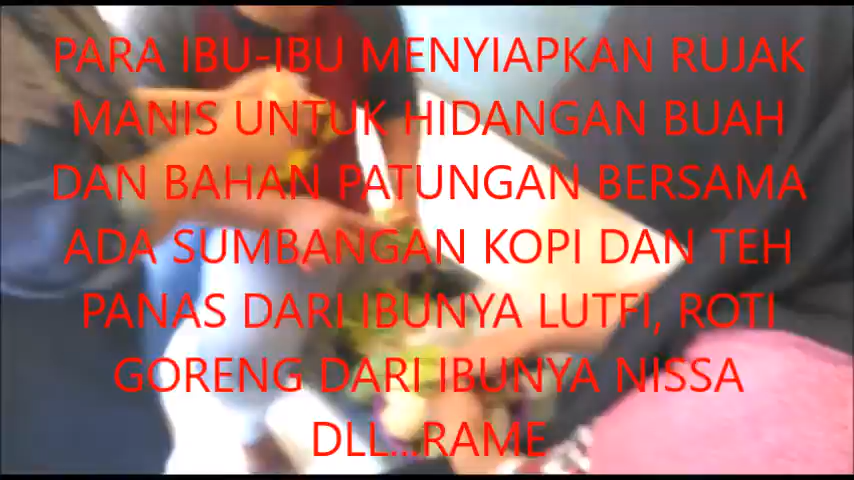 PARA IBU-IBU MENYIAPKAN RUJAK
MANIS UNTUK HIDANGAN BUAH
DAN BAHAN PATUNGAN BERSAMA
ADA SUMBANGAN KOPI DAN TEH
PANAS DARI IBUNYA LUTFI, ROTI
GORENG DARI IBUNYA NISSA
DLL...RAME